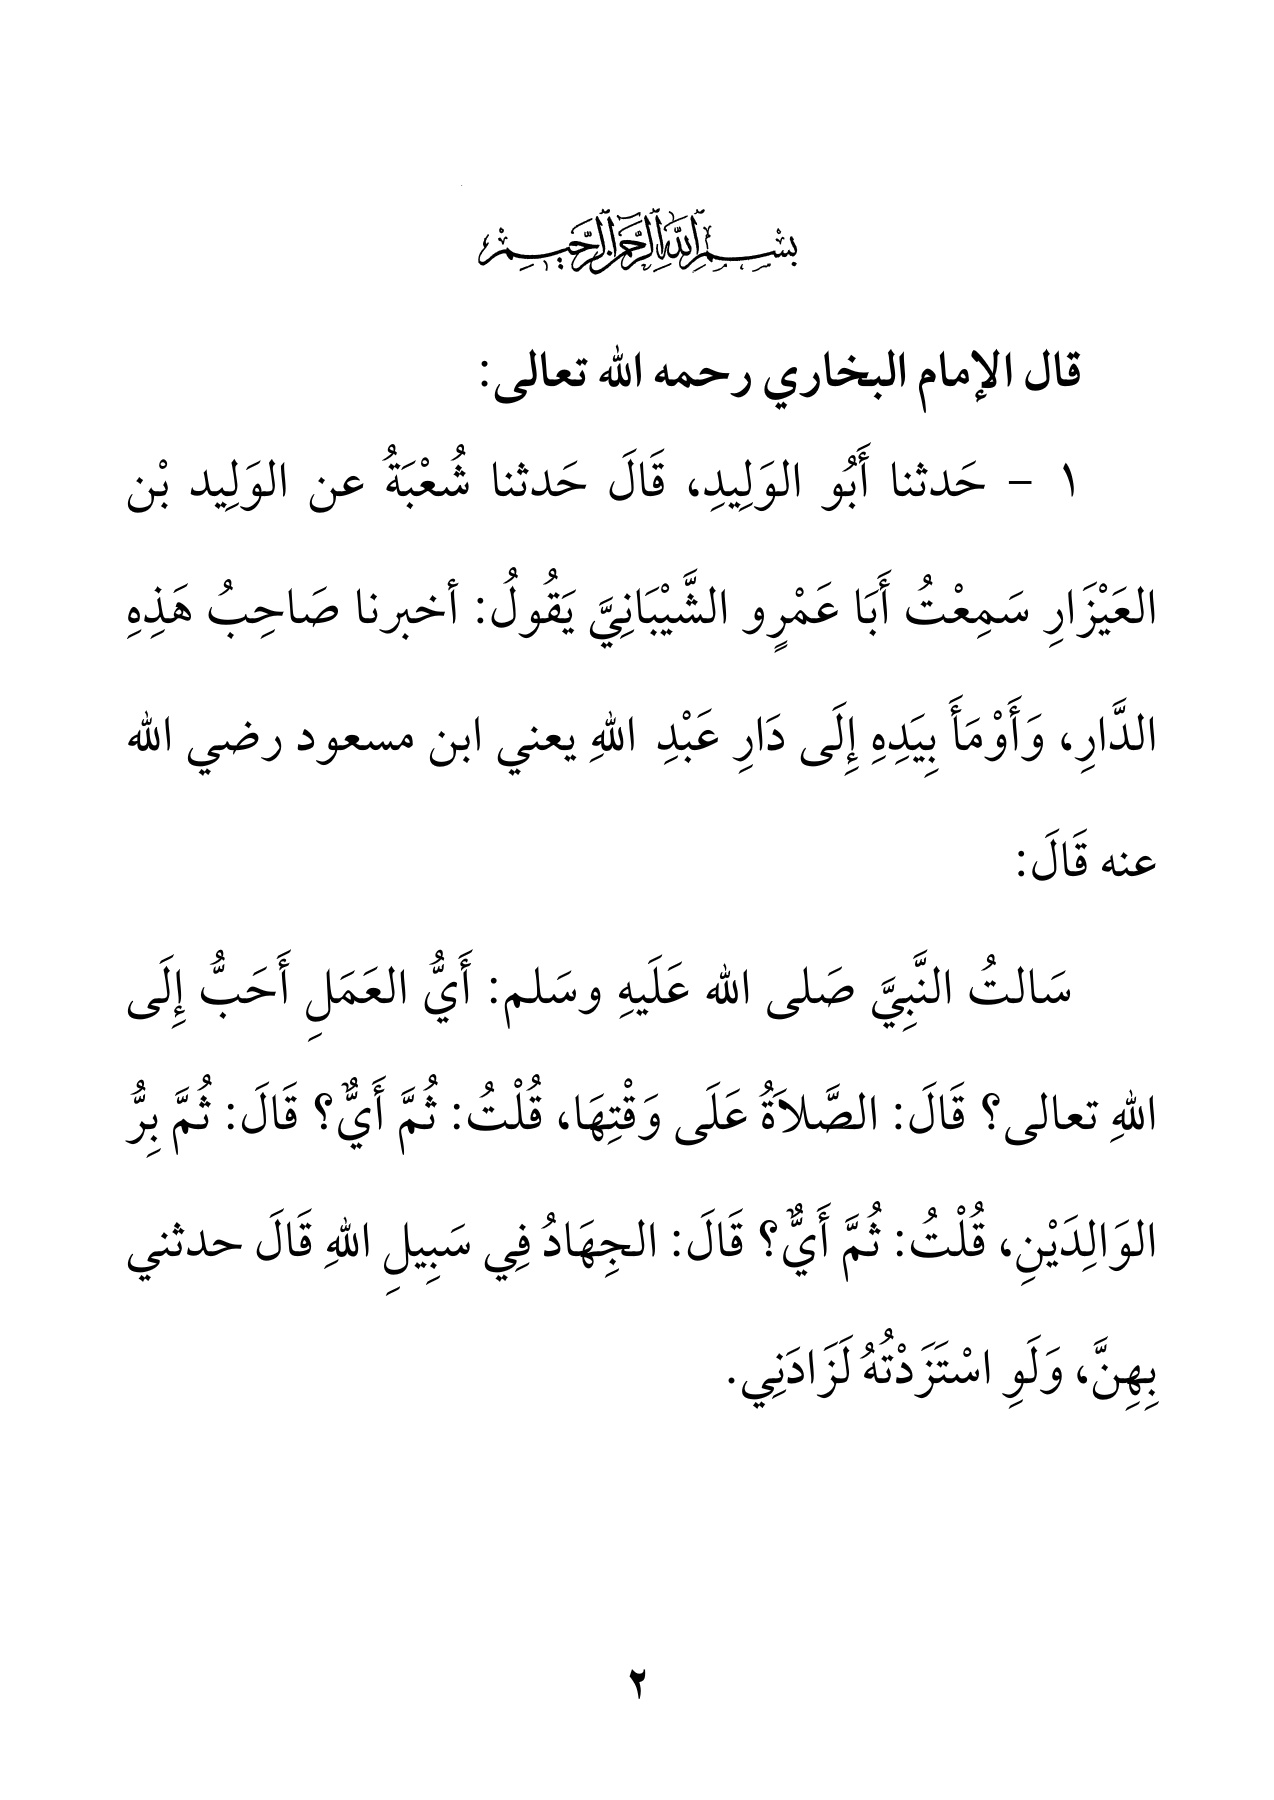 بِسْمِ اللَّهِ الرَّحْمَنِ الرَّحِيمِ
قال الإمام البخاري رحمه الله تعالى:
١ – حَدثنا أَبُو الوَلِيدِ، قَالَ حَدثنا شُعْبَةُ عن الوَلِيد بْن
العَيْزَارِ سَمِعْتُ أَبَا عَمْرٍو الشَّيْبَانِيَّ يَقُولُ: أخبرنا صَاحِبُ هَذِهِ
الدَّارِ، وَأَوْمَأَ بِيَدِهِ إِلَى دَارِ عَبْدِ اللهِ يعني ابن مسعود رضي الله
عنه قَالَ:
سَالتُ النَّبِيَّ صَلى الله عَلَيهِ وسَلم: أَيُّ العَمَلِ أَحَبُّ إِلَى
اللهِ تعالى؟ قَالَ: الصَّلاَةُ عَلَى وَقْتِهَا، قُلْتُ: ثُمَّ أَيٌّ؟ قَالَ: ثُمَّ بِرُّ
الوَالِدَيْنِ، قُلْتُ: ثُمَّ أَيٌّ؟ قَالَ: الجِهَادُ فِي سَبِيلِ اللهِ قَالَ حدثني
بِهِنَّ، وَلَوِ اسْتَزَدْتُهُ لَزَادَنِي.
٢